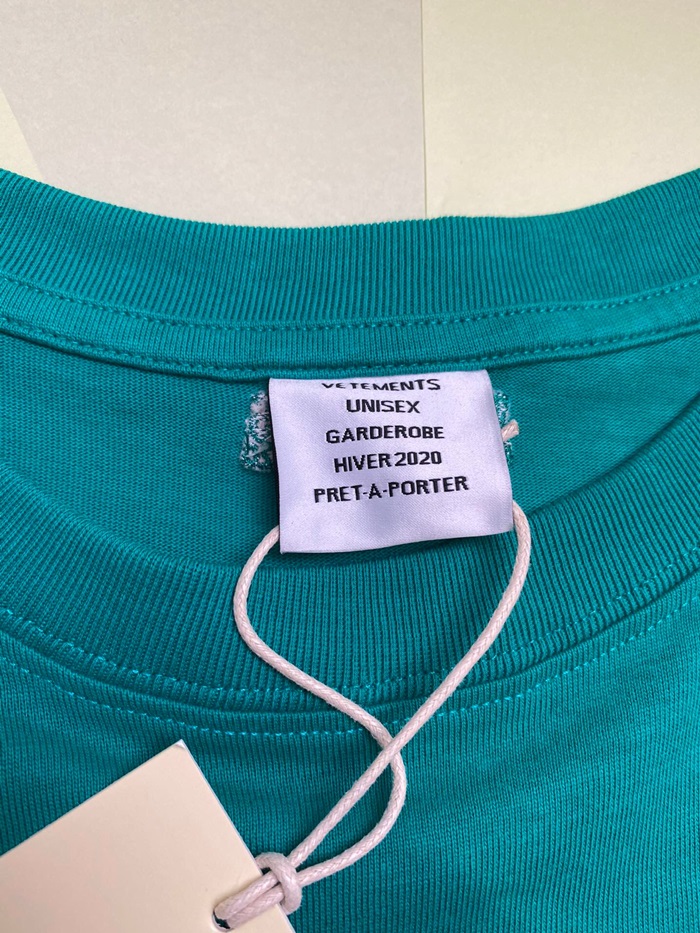 VETEMENTS
UNISEX
GARDEROBE
HIVER 2020
PRET-A-PORTER